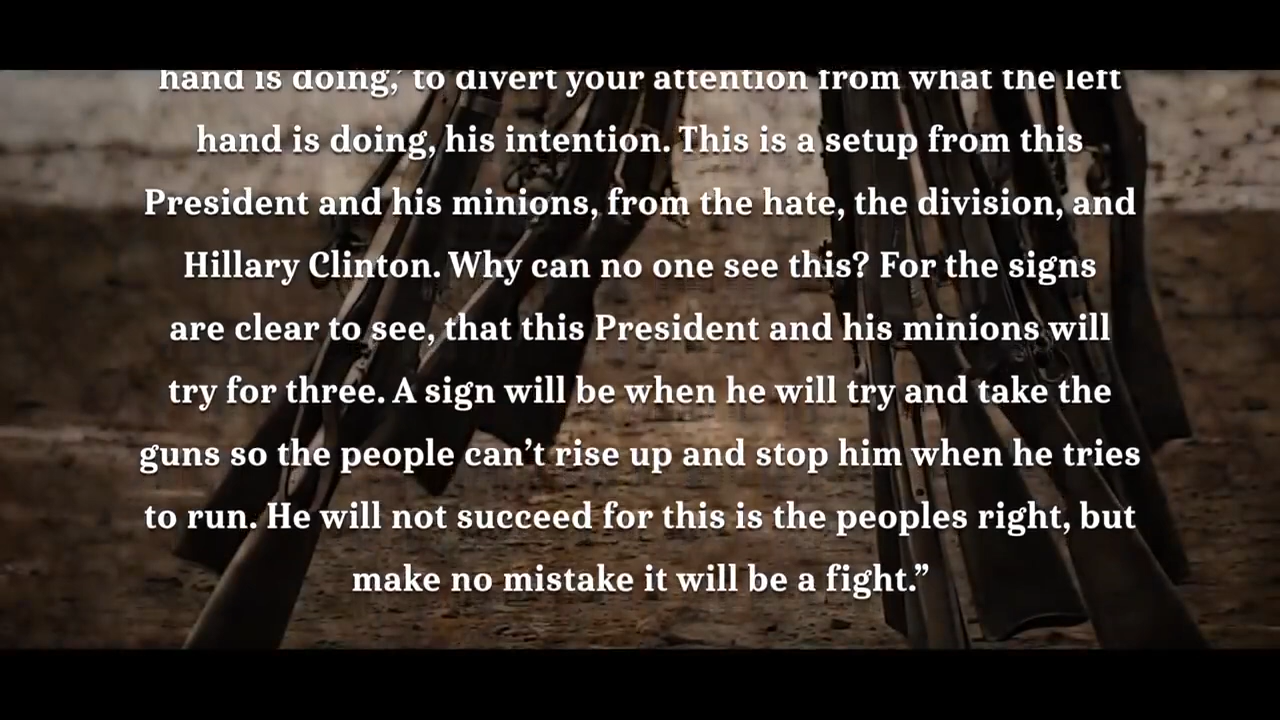 hand is doing,’ to divert your attention from what the left
hand is doing, his intention. This is a setup from this
President and his minions, from the hate, the division, and
Hillary Clinton. Why can no one see this? For the signs
are clear to see, that this President and his minions will
try for three. A sign will be when he will try and take the
guns so the people can’t rise up and stop him when he tries
to run. He will not succeed for this is the peoples right, but
make no mistake it will be a fight.”